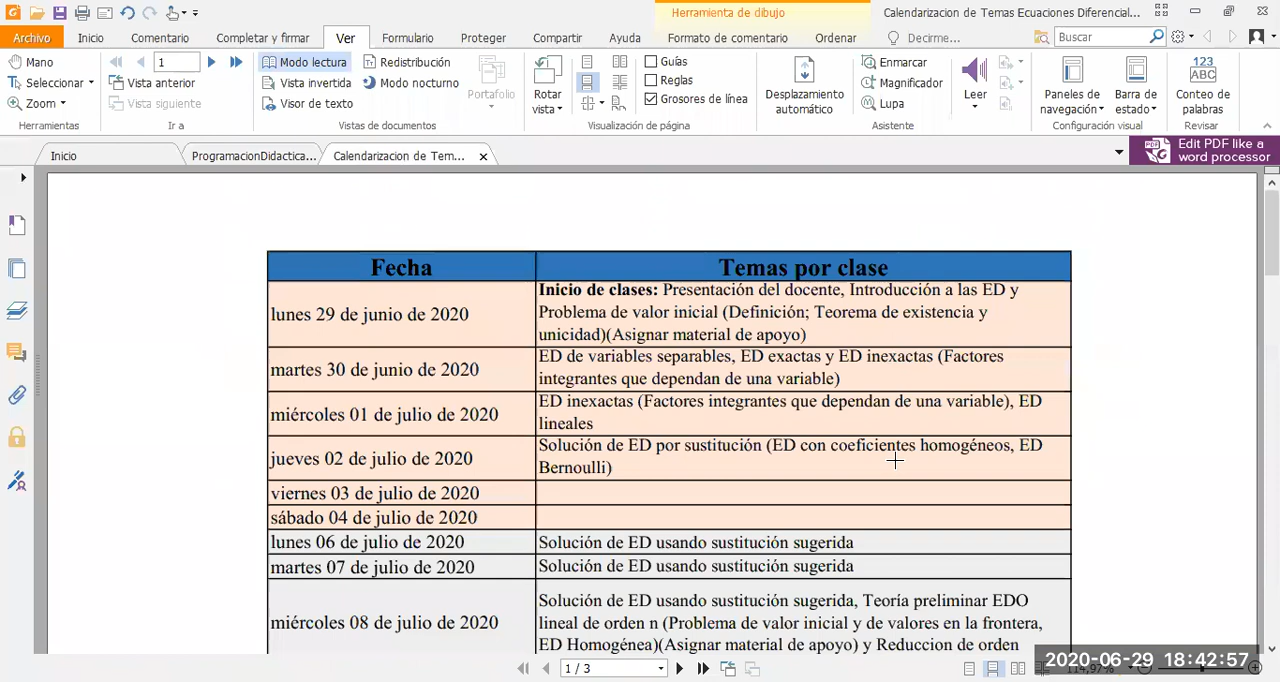 Herramienta de dibujo
Calendarizacion de Temas Ecuaciones Diferencial...
Archivo Inicio Comentario Completar y firmar Ver Formulario Proteger Compartir Ayuda Formato de comentario Ordenar Decirme... Buscar
Mano
Seleccionar
Zoom
Herramientas
1
Vista anterior
Vista siguiente
Ir a
Modo lectura
Vista invertida
Visor de texto
Redistribución
Modo nocturno
Vistas de documentos
Portafolio
Rotar
vista
Guías
Reglas
Grosores de línea
Visualización de página
Desplazamiento
automático
Enmarcar
Magnificador
Lupa
Asistente
Leer
Paneles de
navegación
Barra de
estado
Configuración visual
123
ABC
Conteo de
palabras
Revisar
Inicio
ProgramacionDidactica...
Calendarizacion de Tem...
Edit PDF like a
word processor
Fecha Temas por clase
lunes 29 de junio de 2020
Inicio de clases: Presentación del docente, Introducción a las ED y
Problema de valor inicial (Definición; Teorema de existencia y
unicidad)(Asignar material de apoyo)
martes 30 de junio de 2020
ED de variables separables, ED exactas y ED inexactas (Factores
integrantes que dependan de una variable)
miércoles 01 de julio de 2020
ED inexactas (Factores integrantes que dependan de una variable), ED
lineales
jueves 02 de julio de 2020
Solución de ED por sustitución (ED con coeficientes homogéneos, ED
Bernoulli)
viernes 03 de julio de 2020
sábado 04 de julio de 2020
lunes 06 de julio de 2020 Solución de ED usando sustitución sugerida
martes 07 de julio de 2020 Solución de ED usando sustitución sugerida
miércoles 08 de julio de 2020
Solución de ED usando sustitución sugerida, Teoría preliminar EDO
lineal de orden n (Problema de valor inicial y de valores en la frontera,
ED Homogénea)(Asignar material de apoyo) y Reduccion de orden
1 / 3
2020-06-29 18:42:57